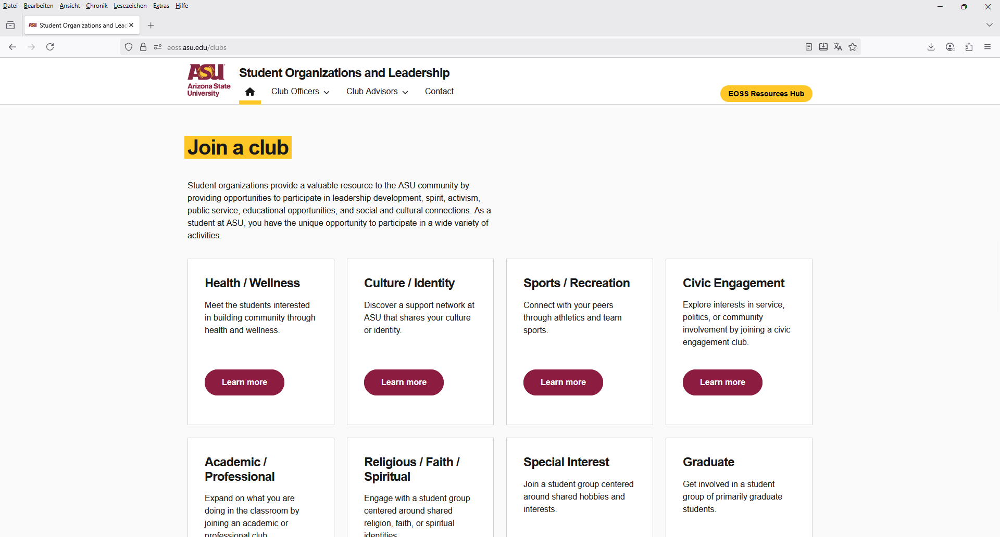 Datei Bearbeiten Ansicht Chronik Lesezeichen Extras Hilfe
ASU Student Organizations and Lead
eoss.asu.edu/clubs
ASU
Arizona State
University
Student Organizations and Leadership
Club Officers Club Advisors Contact
EOSS Resources Hub
Join a club
Student organizations provide a valuable resource to the ASU community by
providing opportunities to participate in leadership development, spirit, activism,
public service, educational opportunities, and social and cultural connections. As a
student at ASU, you have the unique opportunity to participate in a wide variety of
activities.
Health / Wellness
Meet the students interested
in building community through
health and wellness.
Learn more
Culture / Identity
Discover a support network at
ASU that shares your culture
or identity.
Learn more
Sports / Recreation
Connect with your peers
through athletics and team
sports.
Learn more
Civic Engagement
Explore interests in service,
politics, or community
involvement by joining a civic
engagement club.
Learn more
Academic /
Professional
Expand on what you are
doing in the classroom by
joining an academic or
professional club
Religious / Faith /
Spiritual
Engage with a student group
centered around shared
religion, faith, or spiritual
identities
Special Interest
Join a student group centered
around shared hobbies and
interests.
Graduate
Get involved in a student
group of primarily graduate
students.